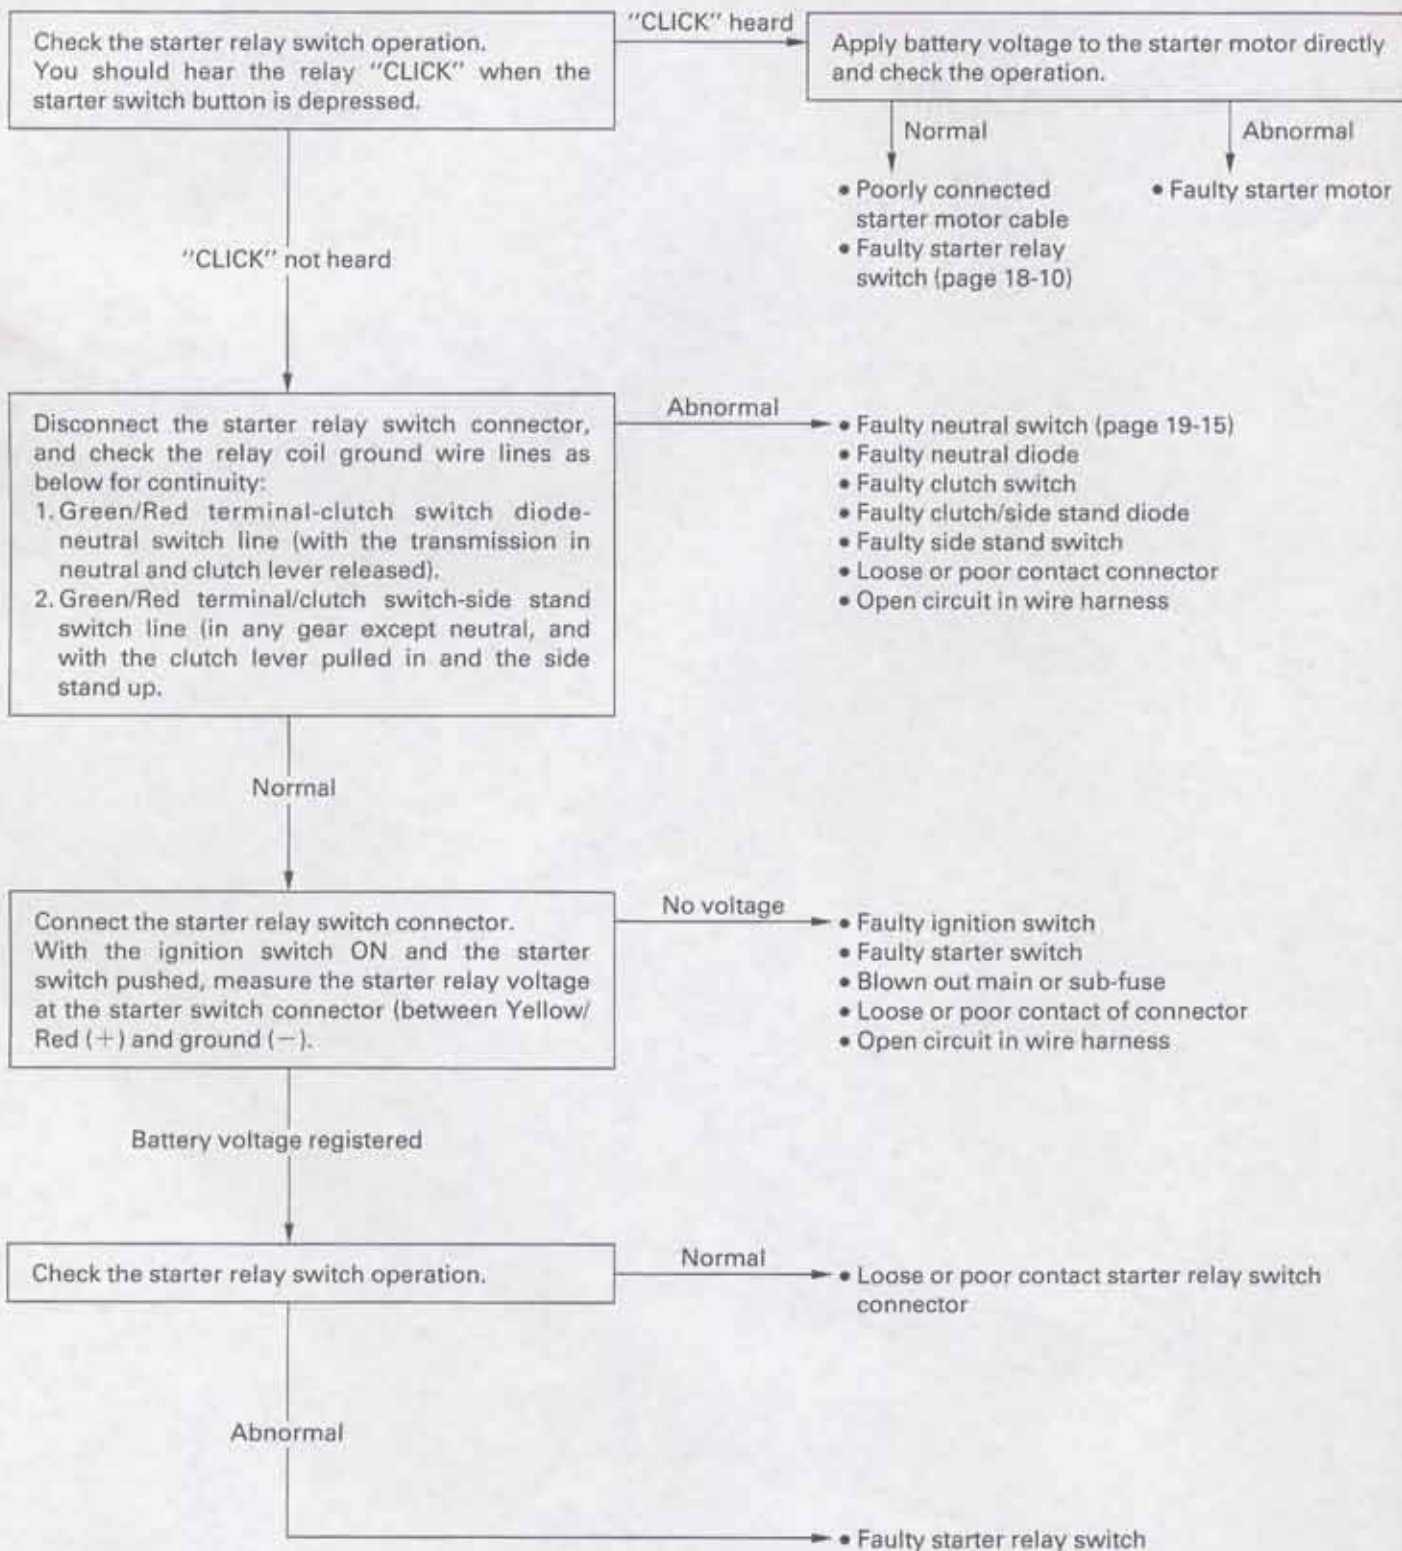 Check the starter relay switch operation.
You should hear the relay "CLICK" when the
starter switch button is depressed.
"CLICK" heard
Apply battery voltage to the starter motor directly
and check the operation.
Normal
Abnormal
• Poorly connected
starter motor cable
• Faulty starter relay
switch (page 18-10)
• Faulty starter motor
"CLICK" not heard
Disconnect the starter relay switch connector,
and check the relay coil ground wire lines as
below for continuity:
1. Green/Red terminal-clutch switch diode-
neutral switch line (with the transmission in
neutral and clutch lever released).
2. Green/Red terminal/clutch switch-side stand
switch line (in any gear except neutral, and
with the clutch lever pulled in and the side
stand up.
Abnormal
• Faulty neutral switch (page 19-15)
• Faulty neutral diode
• Faulty clutch switch
• Faulty clutch/side stand diode
• Faulty side stand switch
• Loose or poor contact connector
• Open circuit in wire harness
Normal
Connect the starter relay switch connector.
With the ignition switch ON and the starter
switch pushed, measure the starter relay voltage
at the starter switch connector (between Yellow/
Red (+) and ground (−).
No voltage
• Faulty ignition switch
• Faulty starter switch
• Blown out main or sub-fuse
• Loose or poor contact of connector
• Open circuit in wire harness
Battery voltage registered
Check the starter relay switch operation.
Normal
• Loose or poor contact starter relay switch
connector
Abnormal
• Faulty starter relay switch